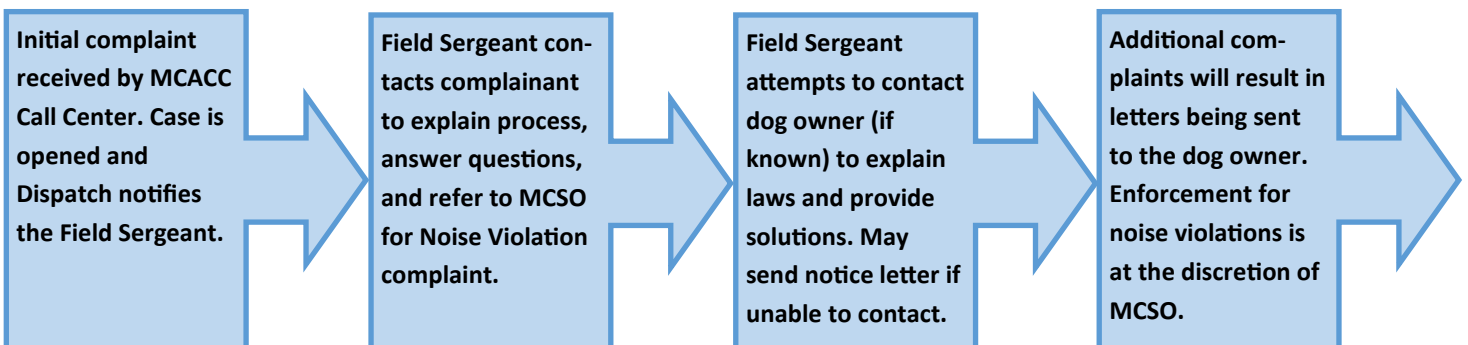 Initial complaint
received by MCACC
Call Center. Case is
opened and
Dispatch notifies
the Field Sergeant.
Field Sergeant con-
tacts complainant
to explain process,
answer questions,
and refer to MCSO
for Noise Violation
complaint.
Field Sergeant
attempts to contact
dog owner (if
known) to explain
laws and provide
solutions. May
send notice letter if
unable to contact.
Additional com-
plaints will result in
letters being sent
to the dog owner.
Enforcement for
noise violations is
at the discretion of
MCSO.